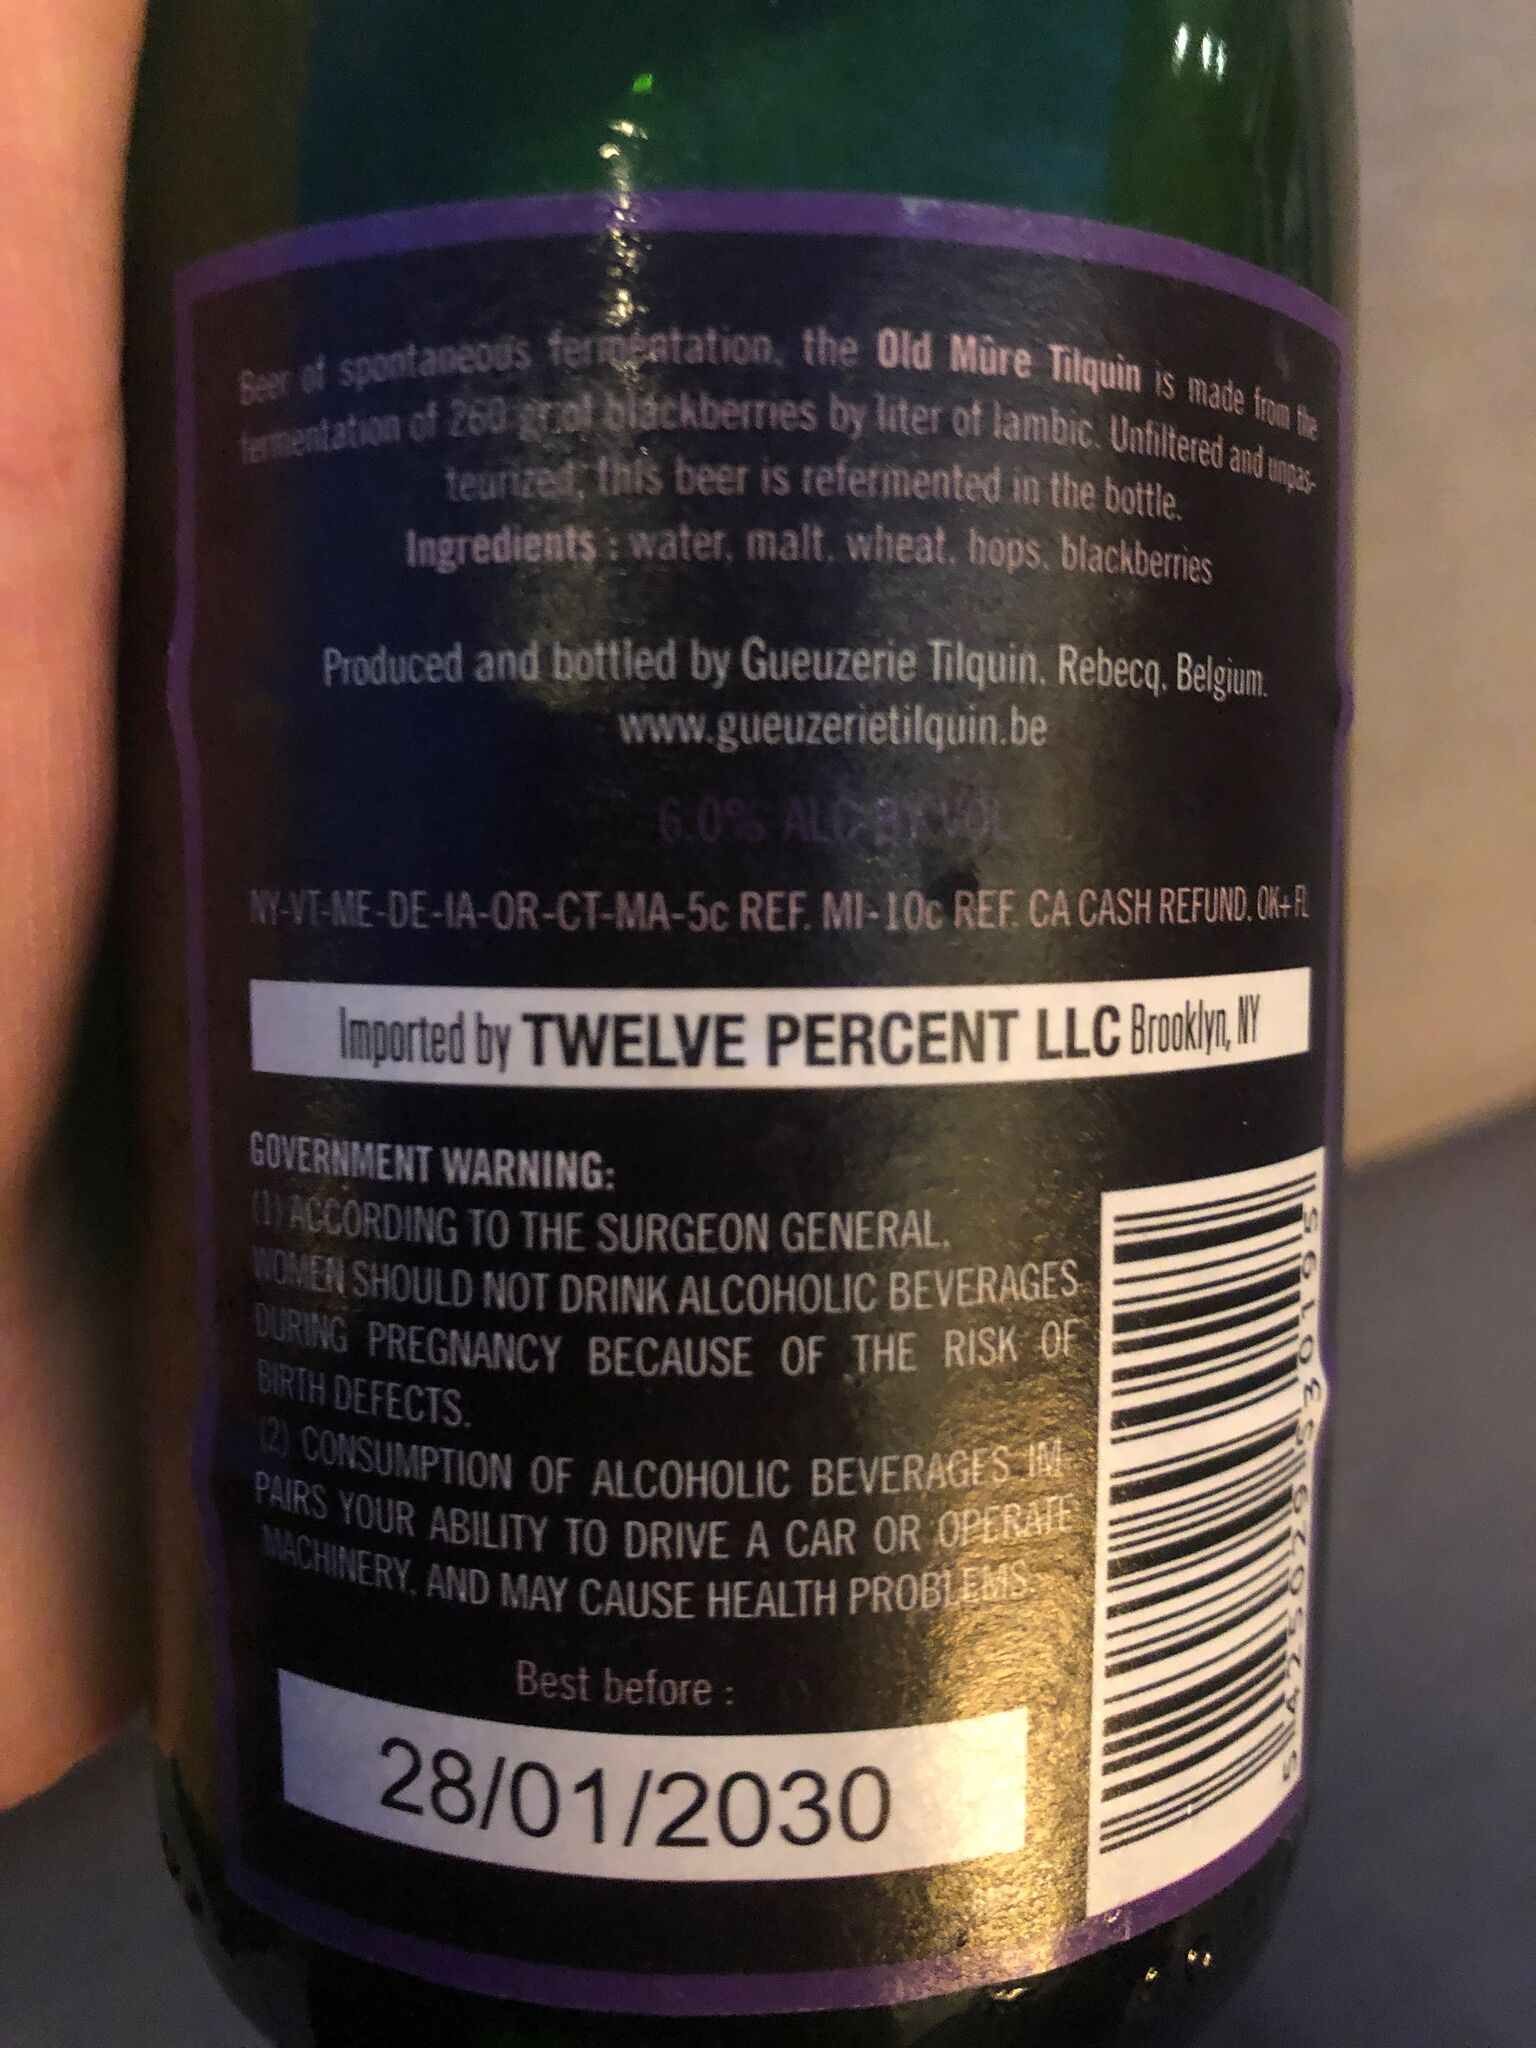 Beer of spontaneous fermentation, the Old Mûre Tilquin is made from the
fermentation of 260 gr of blackberries by liter of lambic. Unfiltered and unpas-
teurized, this beer is refermented in the bottle.
Ingredients : water, malt, wheat, hops, blackberries
Produced and bottled by Gueuzerie Tilquin, Rebecq, Belgium.
www.gueuzerietilquin.be
6.0% ALC BY VOL
NY-VT-ME-DE-IA-OR-CT-MA-5c REF. MI-10c REF. CA CASH REFUND, OK+ FL
Imported by TWELVE PERCENT LLC Brooklyn, NY
GOVERNMENT WARNING:
(1) ACCORDING TO THE SURGEON GENERAL,
WOMEN SHOULD NOT DRINK ALCOHOLIC BEVERAGES
DURING PREGNANCY BECAUSE OF THE RISK OF
BIRTH DEFECTS.
(2) CONSUMPTION OF ALCOHOLIC BEVERAGES IM-
PAIRS YOUR ABILITY TO DRIVE A CAR OR OPERATE
MACHINERY, AND MAY CAUSE HEALTH PROBLEMS.
Best before :
28/01/2030
5425029530195